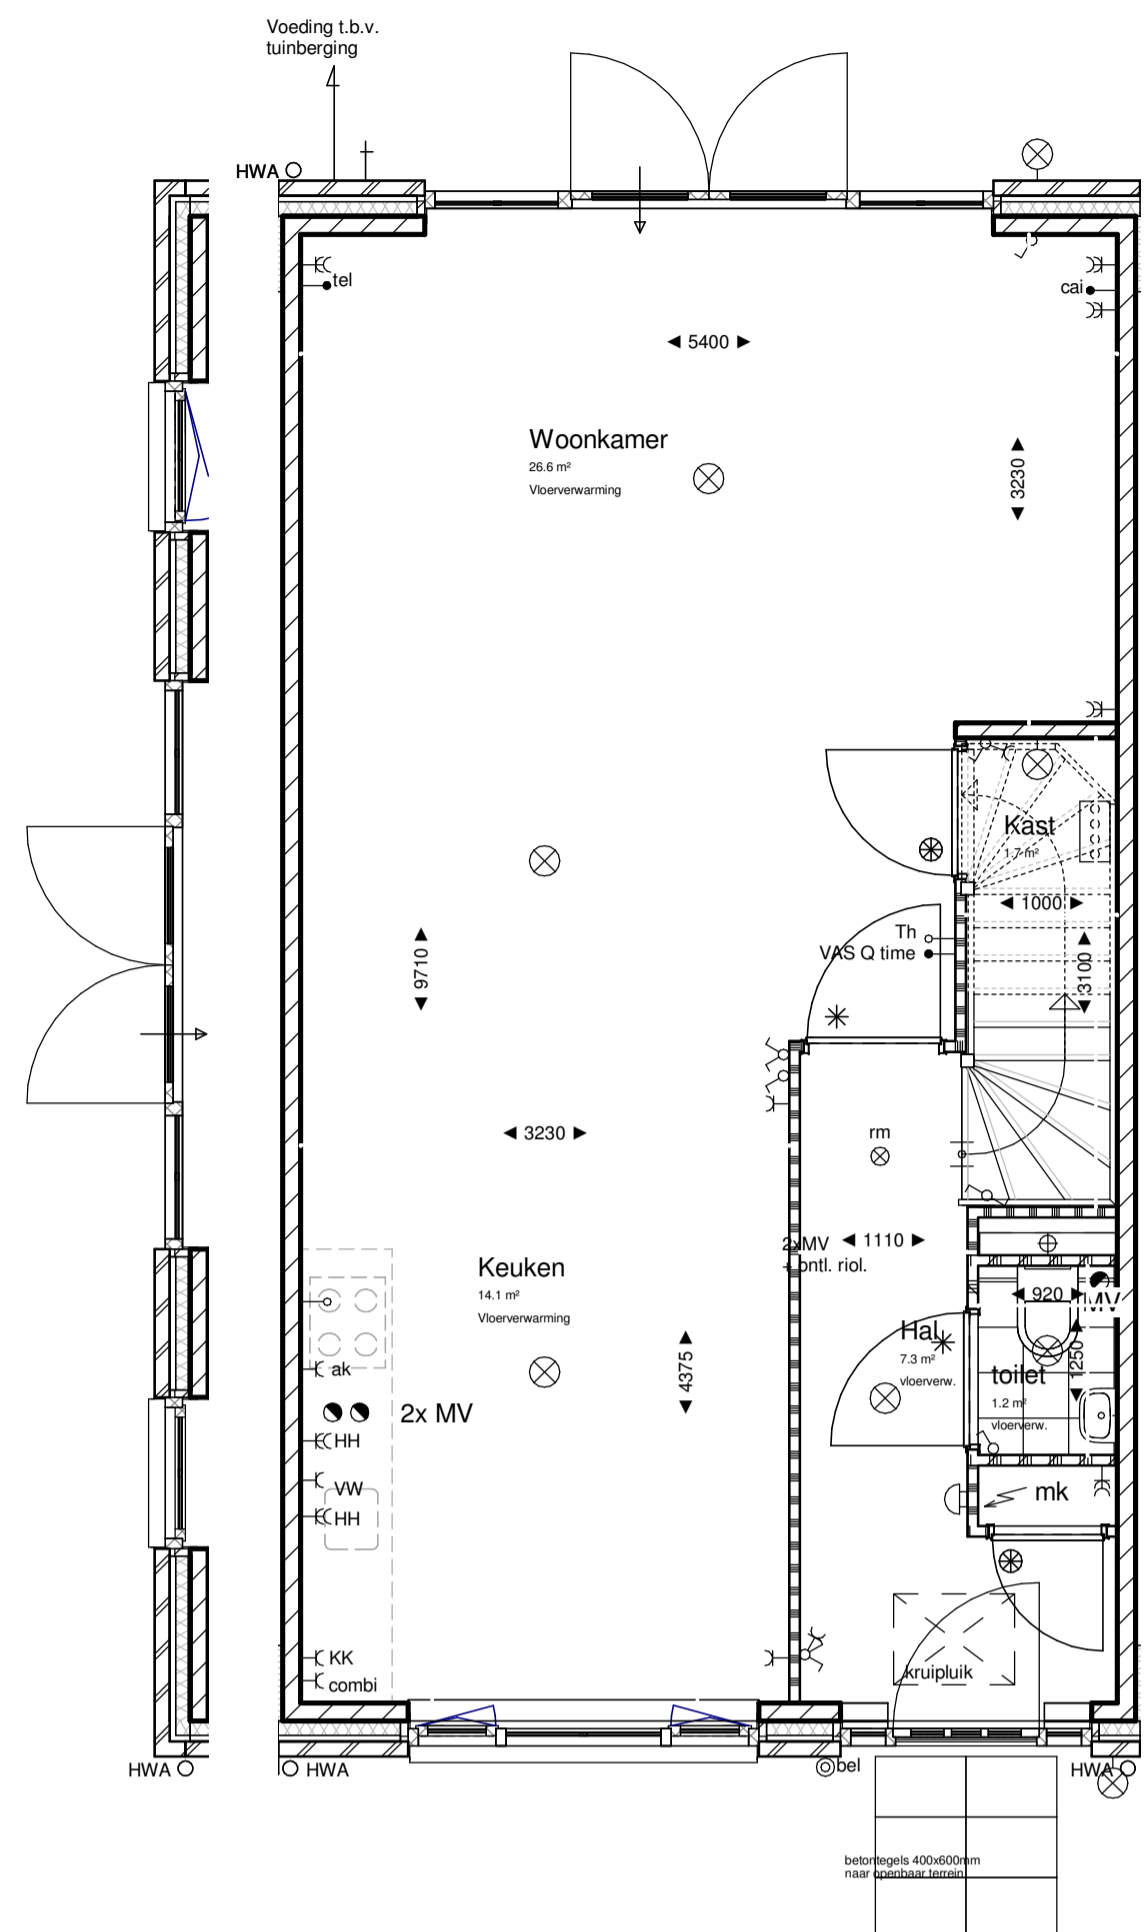 Voeding t.b.v.
tuinberging
HWA
tel
cai
5400
Woonkamer
26.6 m²
Vloerverwarming
3230
Kast
1.7 m²
1000
Th
VAS Q time
9710
3100
3230
rm
2xMV
+ ontl. riol.
1110
Keuken
14.1 m²
Vloerverwarming
920
MV
Hal
7.3 m²
vloerverw.
1250
toilet
1.2 m²
vloerverw.
4375
ak
2x MV
HH
VW
HH
mk
KK
combi
kruipluik
HWA
HWA
bel
HWA
betontegels 400x600mm
naar openbaar terrein